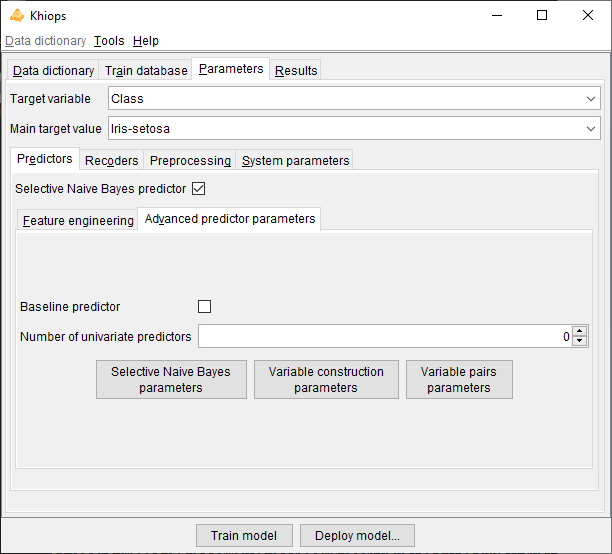 Khiops
Data dictionary Tools Help
Data dictionary Train database Parameters Results
Target variable Class
Main target value Iris-setosa
Predictors Recoders Preprocessing System parameters
Selective Naive Bayes predictor
Feature engineering Advanced predictor parameters
Baseline predictor
Number of univariate predictors 0
Selective Naive Bayes parameters
Variable construction parameters
Variable pairs parameters
Train model Deploy model...